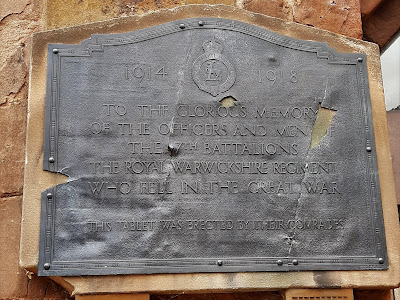 1914 1918
TO THE GLORIOUS MEMORY
OF THE OFFICERS AND MEN OF
THE 7TH BATTALIONS
THE ROYAL WARWICKSHIRE REGIMENT
WHO FELL IN THE GREAT WAR
THIS TABLET WAS ERECTED BY THEIR COMRADES